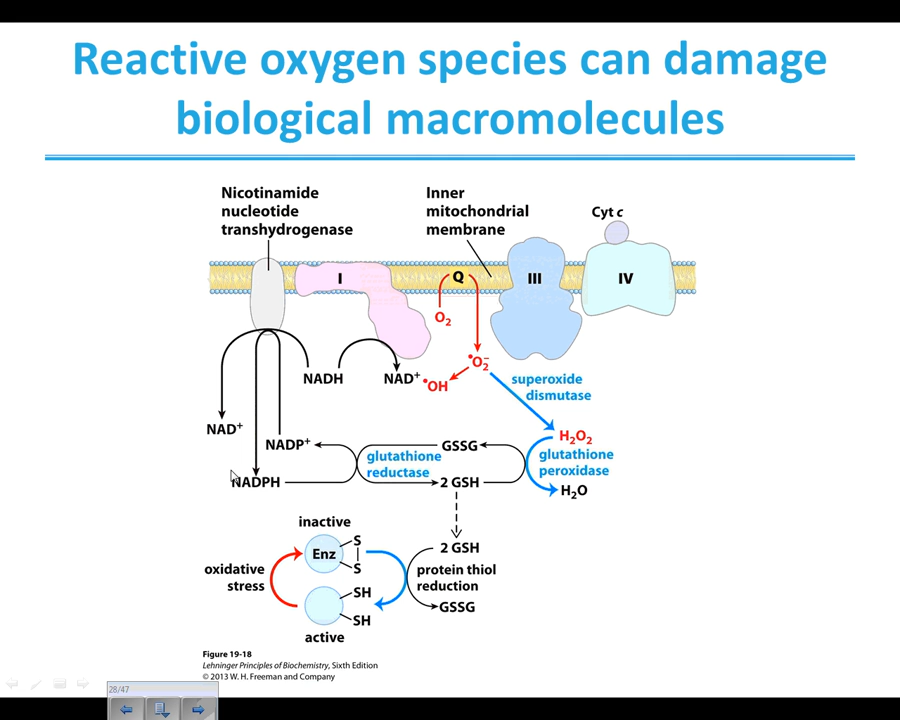 Reactive oxygen species can damage
biological macromolecules
Nicotinamide
nucleotide
transhydrogenase
Inner
mitochondrial
membrane
Cyt c
I
Q
III
IV
O₂
•O₂⁻
•OH
NADH
NAD⁺
superoxide
dismutase
NAD⁺
NADP⁺
GSSG
H₂O₂
glutathione
reductase
glutathione
peroxidase
NADPH
2 GSH
H₂O
inactive
Enz
S
S
2 GSH
oxidative
stress
protein thiol
reduction
SH
GSSG
SH
active
Figure 19-18
Lehninger Principles of Biochemistry, Sixth Edition
© 2013 W. H. Freeman and Company
28/47